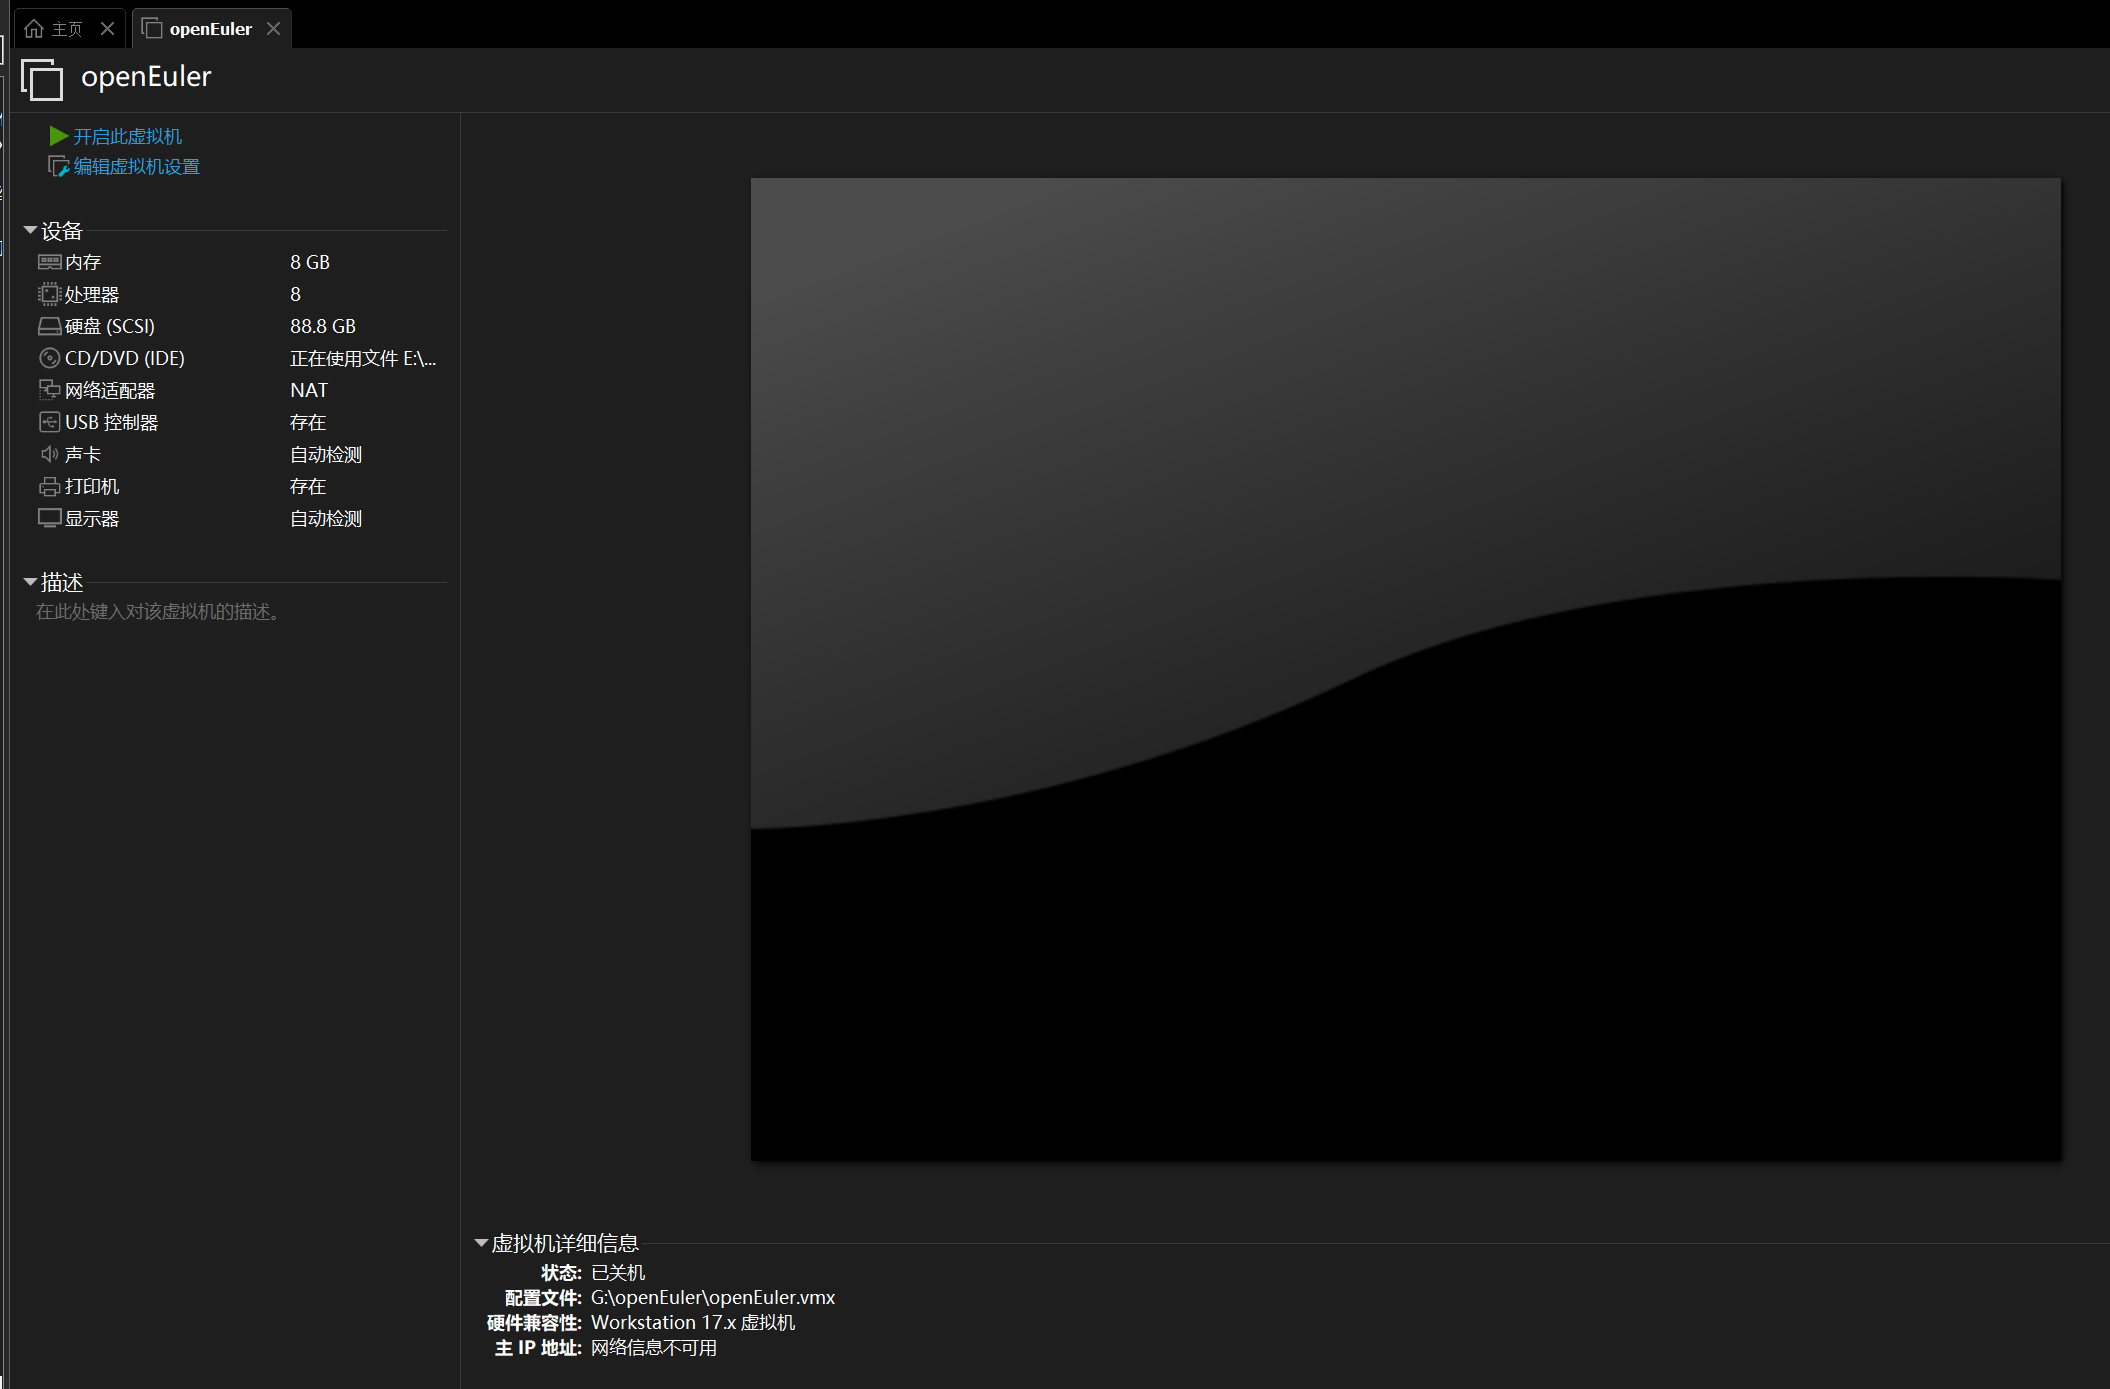 主页
openEuler
openEuler
开启此虚拟机
编辑虚拟机设置
设备
内存 8 GB
处理器 8
硬盘 (SCSI) 88.8 GB
CD/DVD (IDE) 正在使用文件 E:\...
网络适配器 NAT
USB 控制器 存在
声卡 自动检测
打印机 存在
显示器 自动检测
描述
在此处键入对该虚拟机的描述。
虚拟机详细信息
状态: 已关机
配置文件: G:\openEuler\openEuler.vmx
硬件兼容性: Workstation 17.x 虚拟机
主 IP 地址: 网络信息不可用